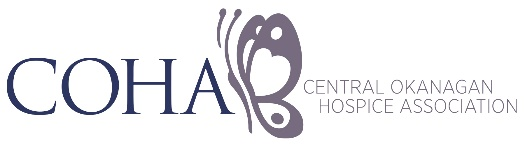 COHA
CENTRAL OKANAGAN
HOSPICE ASSOCIATION